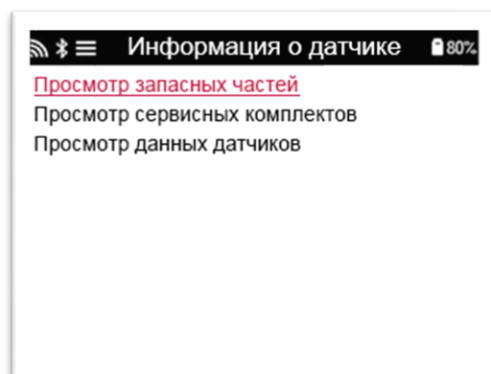 Информация о датчике 80%
Просмотр запасных частей
Просмотр сервисных комплектов
Просмотр данных датчиков